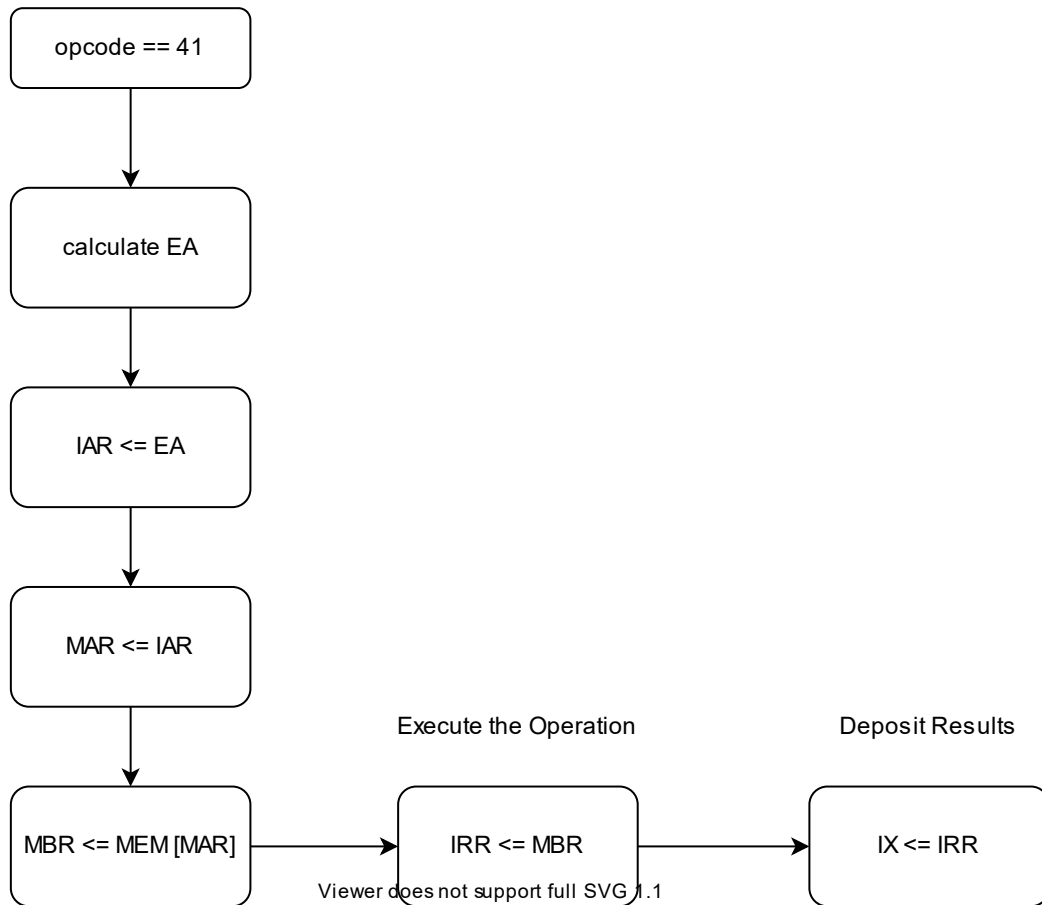 opcode == 41
calculate EA
IAR <= EA
MAR <= IAR
Execute the Operation
Deposit Results
MBR <= MEM [MAR]
IRR <= MBR
IX <= IRR
Viewer does not support full SVG 1.1